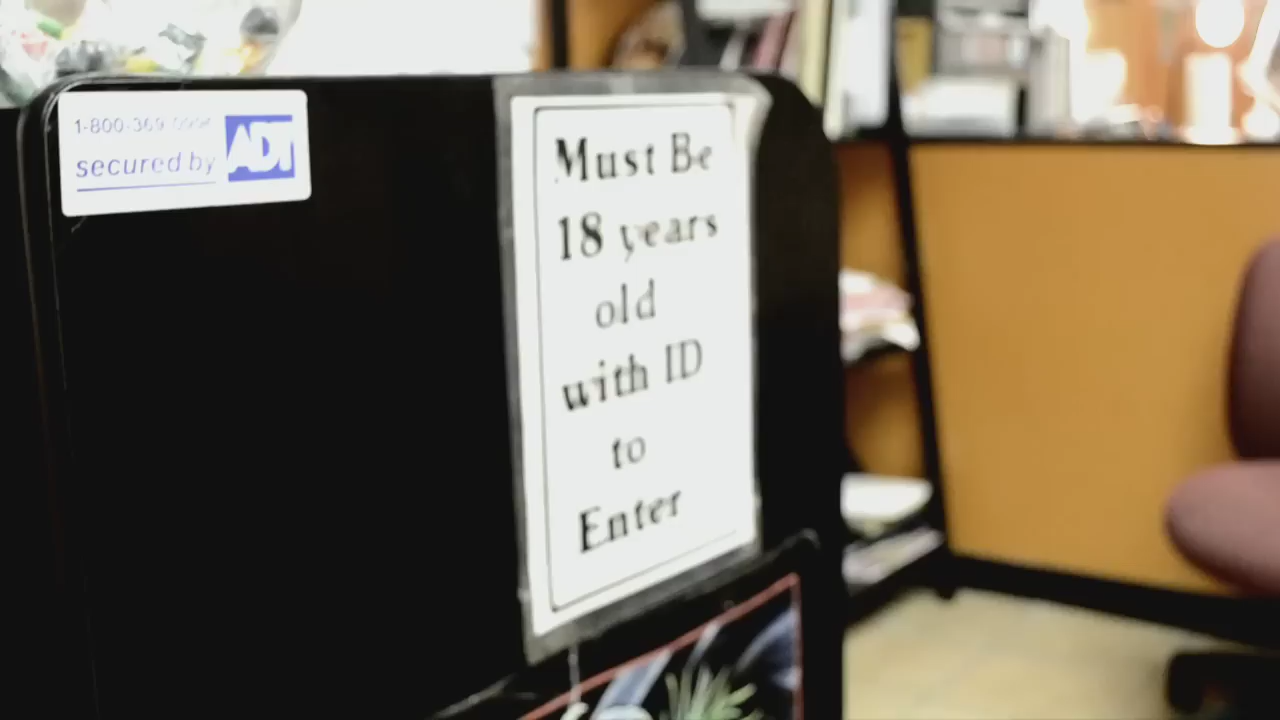 secured by ADT
Must Be
18 years
old
with ID
to
Enter